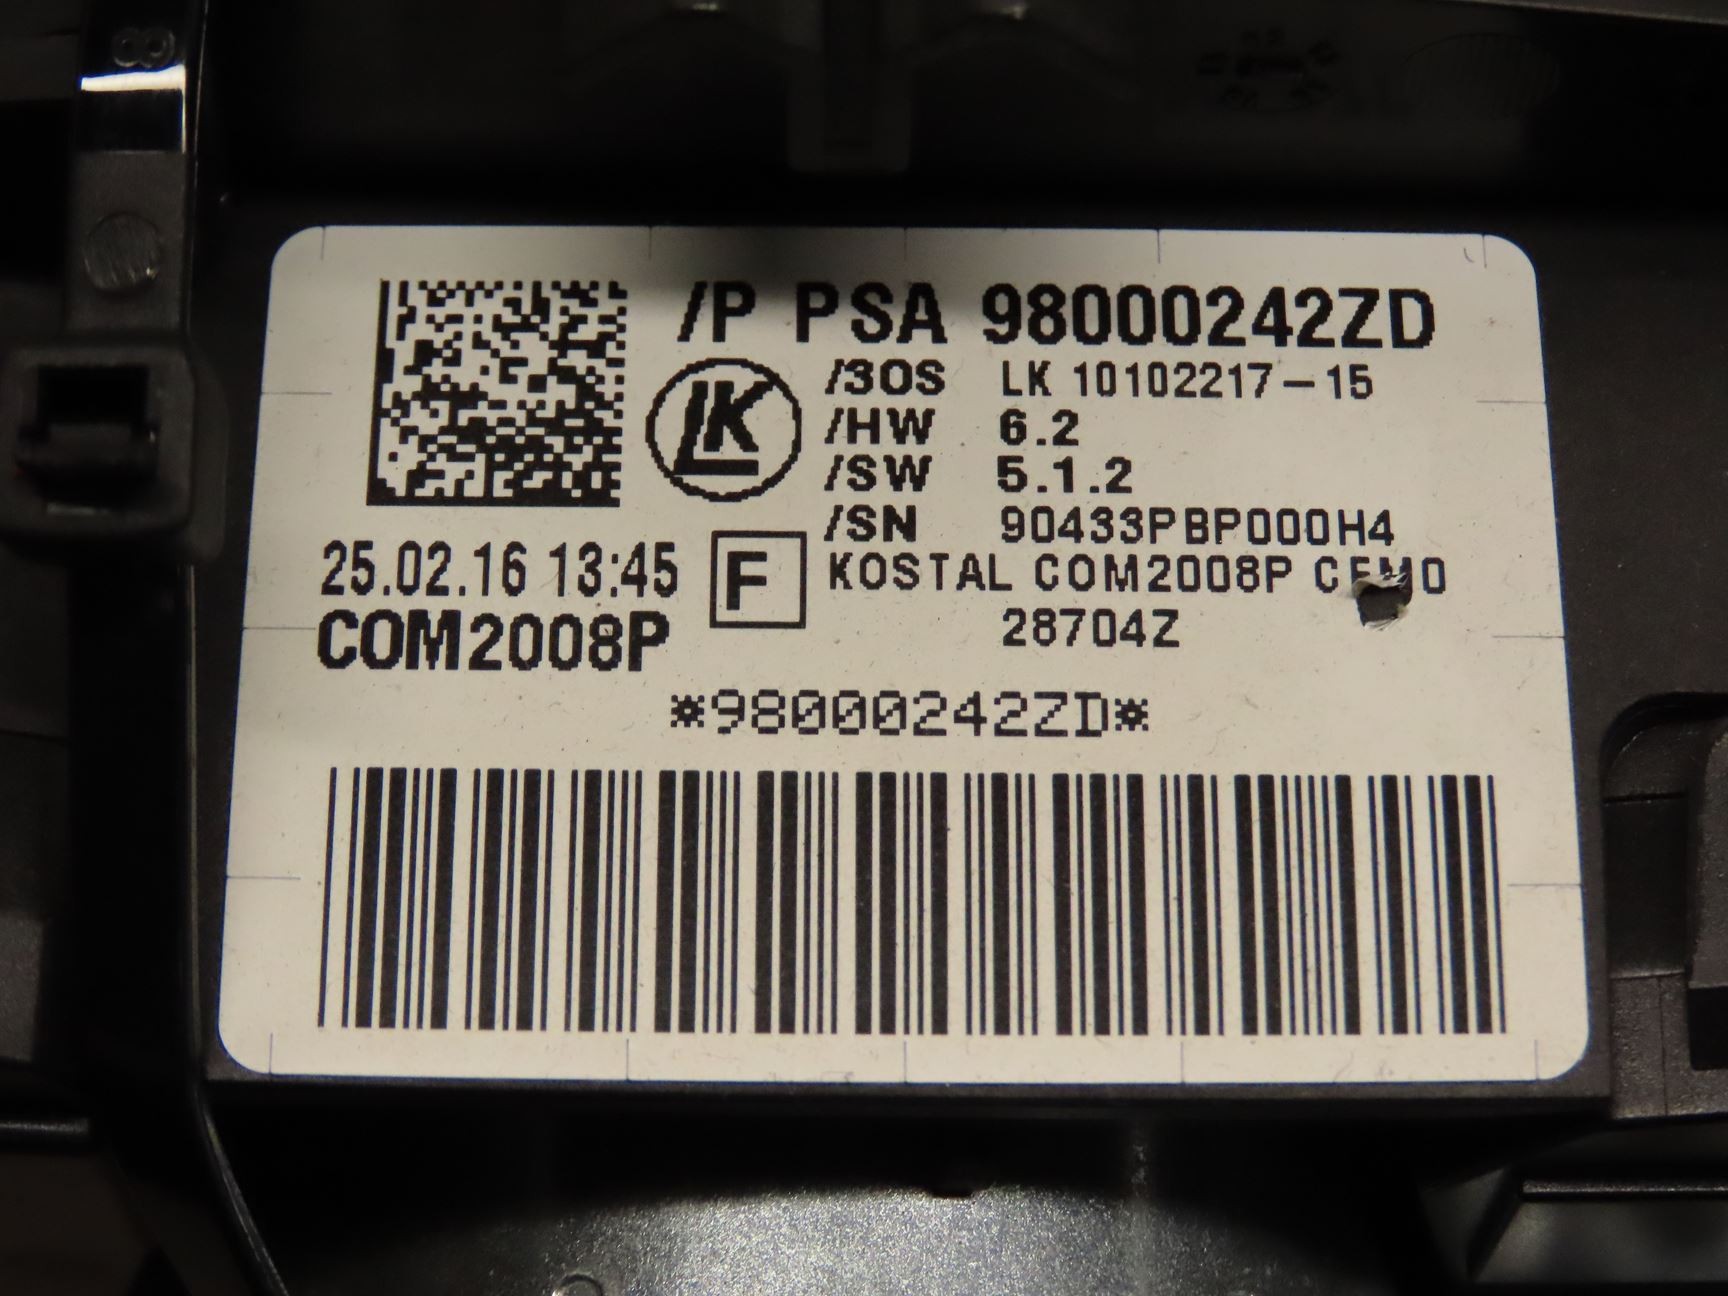 8
/P PSA 98000242ZD
LK
/3OS LK 10102217-15
/HW 6.2
/SW 5.1.2
/SN 90433PBP000H4
25.02.16 13:45
F
KOSTAL COM2008P
COM2008P
28704Z
*98000242ZD*